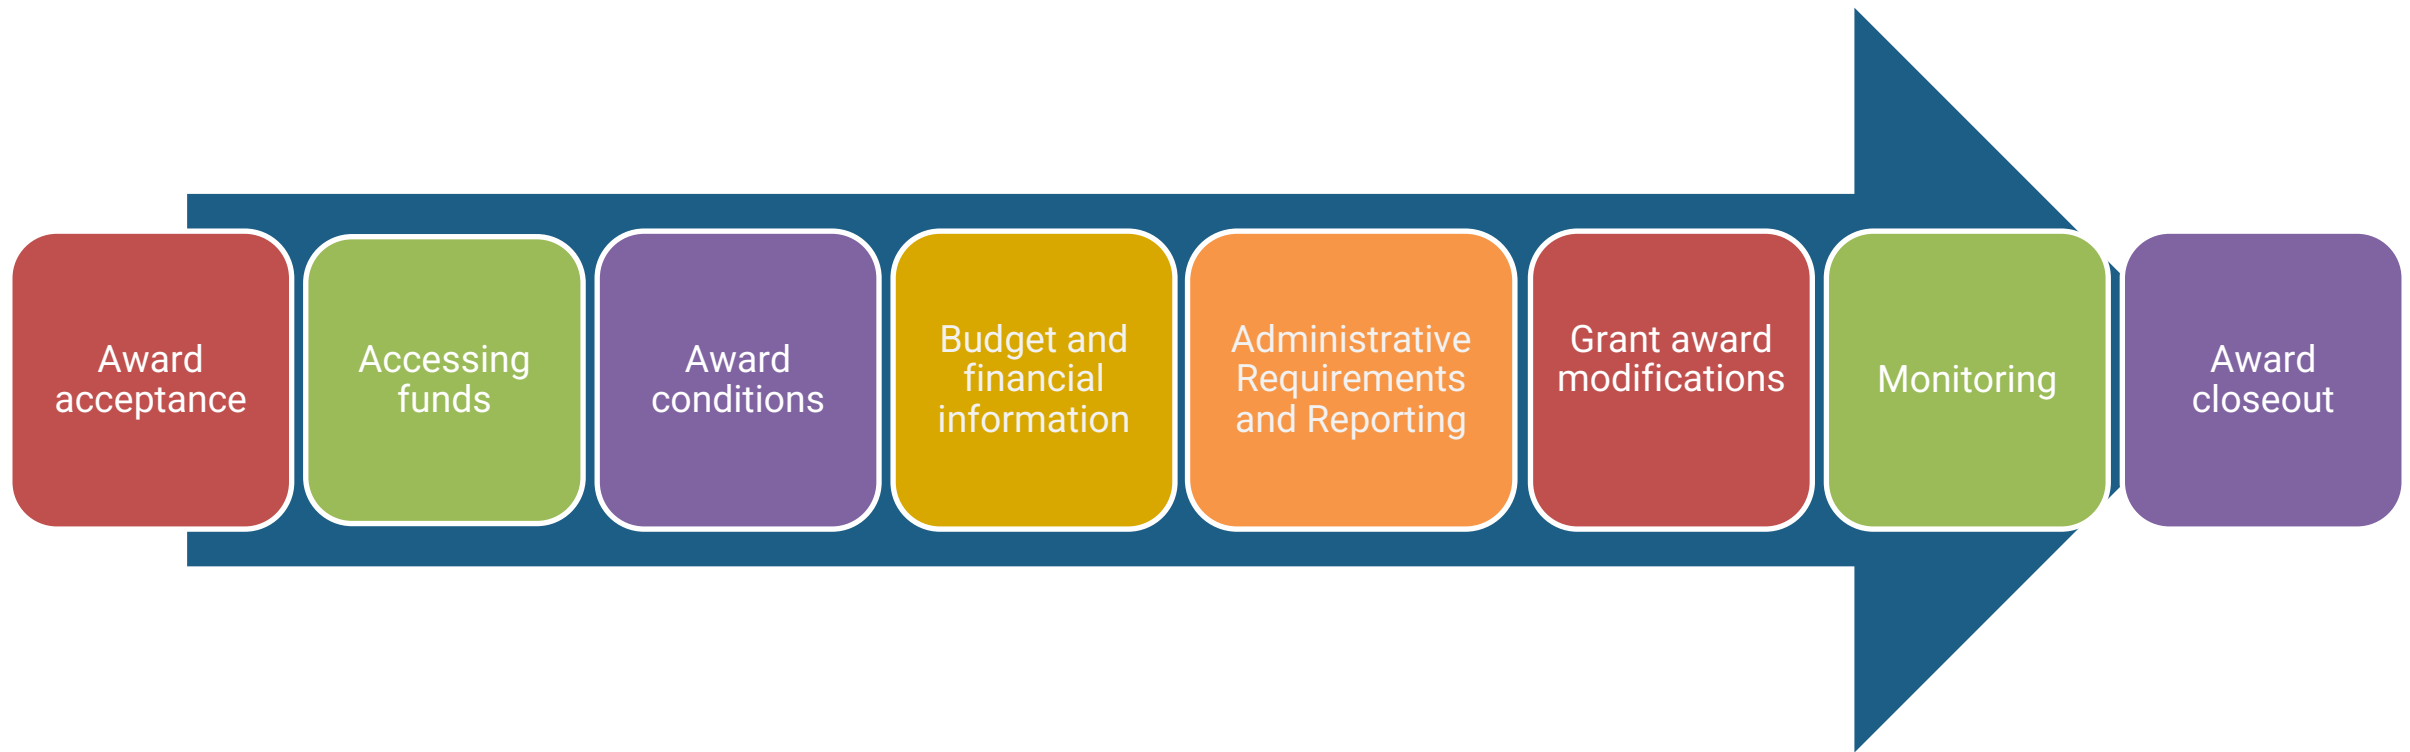 Award
acceptance
Accessing
funds
Award
conditions
Budget and
financial
information
Administrative
Requirements
and Reporting
Grant award
modifications
Monitoring
Award
closeout